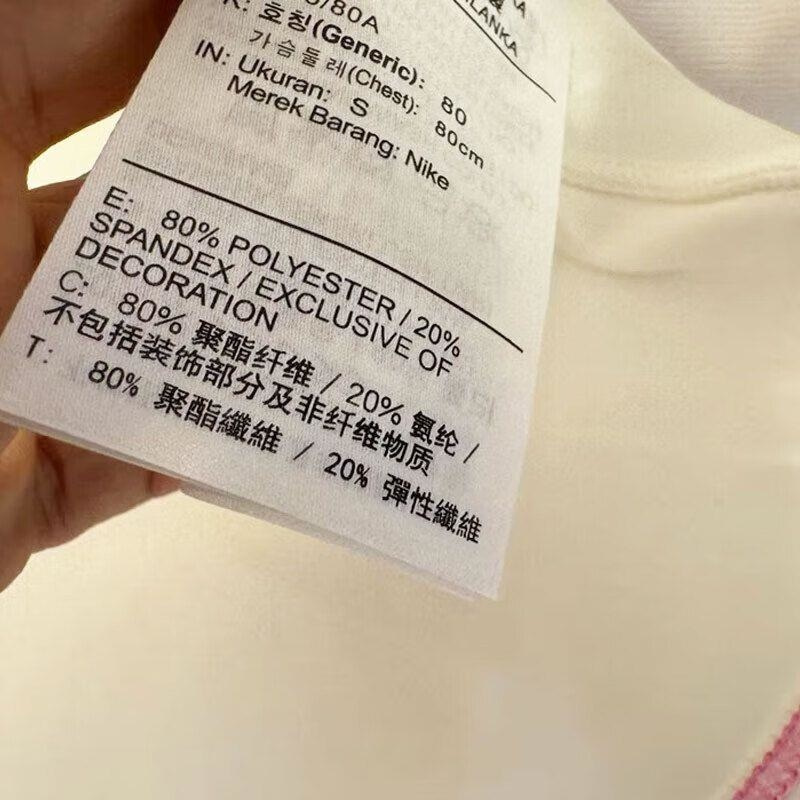 /80A
LANKA
K: 호칭(Generic): 80
가슴둘레(Chest): 80cm
IN: Ukuran: S
Merek Barang: Nike
E: 80% POLYESTER / 20%
SPANDEX / EXCLUSIVE OF
DECORATION
C: 80% 聚酯纤维 / 20% 氨纶 /
不包括装饰部分及非纤维物质
T: 80% 聚酯纖維 / 20% 彈性纖維